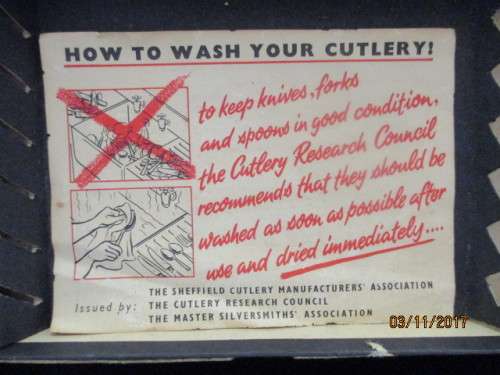 HOW TO WASH YOUR CUTLERY!
to keep knives, forks
and spoons in good condition,
the Cutlery Research Council
recommends that they should be
washed as soon as possible after
use and dried immediately....
THE SHEFFIELD CUTLERY MANUFACTURERS' ASSOCIATION
Issued by: THE CUTLERY RESEARCH COUNCIL
THE MASTER SILVERSMITHS' ASSOCIATION
03/11/2017